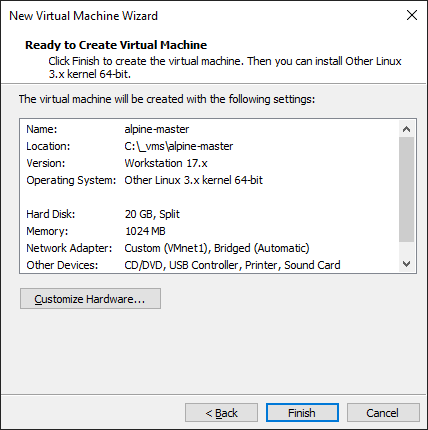 New Virtual Machine Wizard
Ready to Create Virtual Machine
Click Finish to create the virtual machine. Then you can install Other Linux
3.x kernel 64-bit.
The virtual machine will be created with the following settings:
Name: alpine-master
Location: C:\_vms\alpine-master
Version: Workstation 17.x
Operating System: Other Linux 3.x kernel 64-bit
Hard Disk: 20 GB, Split
Memory: 1024 MB
Network Adapter: Custom (VMnet1), Bridged (Automatic)
Other Devices: CD/DVD, USB Controller, Printer, Sound Card
Customize Hardware...
< Back Finish Cancel